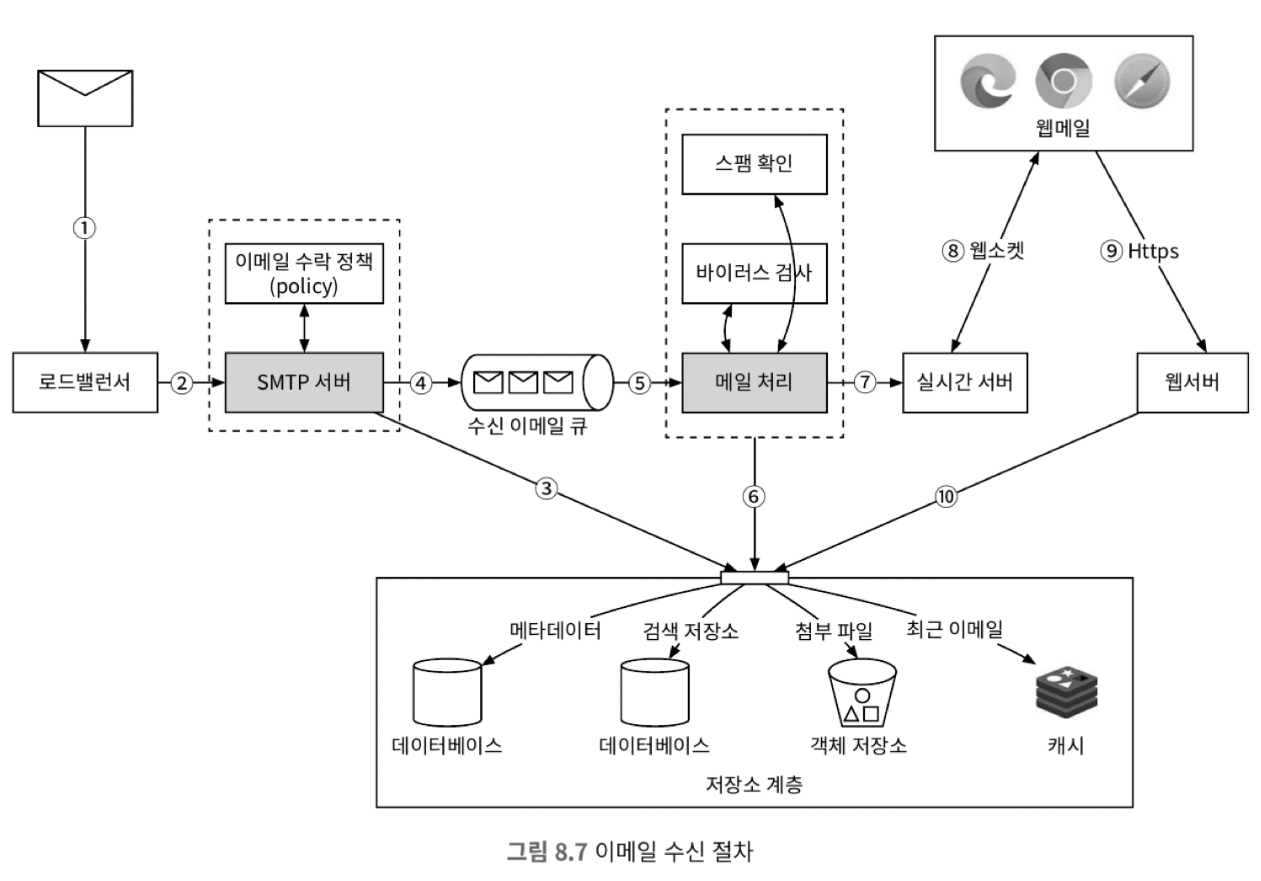 웹메일
스팸 확인
①
이메일 수락 정책
(policy)
바이러스 검사
⑧ 웹소켓
⑨ Https
로드밸런서
②
SMTP 서버
④
수신 이메일 큐
⑤
메일 처리
⑦
실시간 서버
웹서버
③
⑥
⑩
메타데이터
검색 저장소
첨부 파일
최근 이메일
데이터베이스
데이터베이스
객체 저장소
캐시
저장소 계층
그림 8.7 이메일 수신 절차